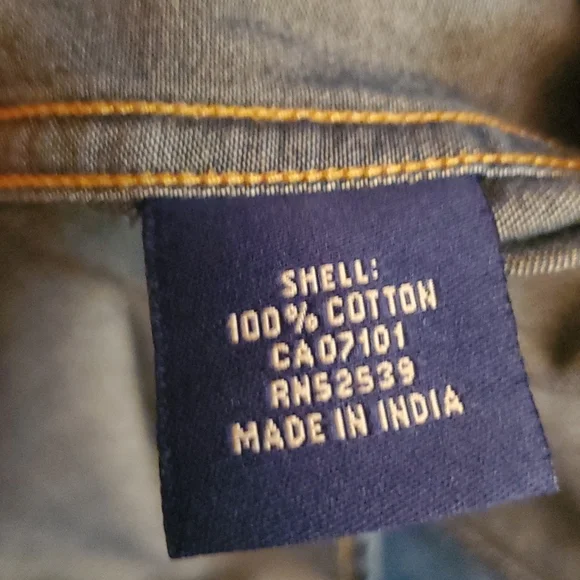 SHELL:
100% COTTON
CA07101
RN52539
MADE IN INDIA